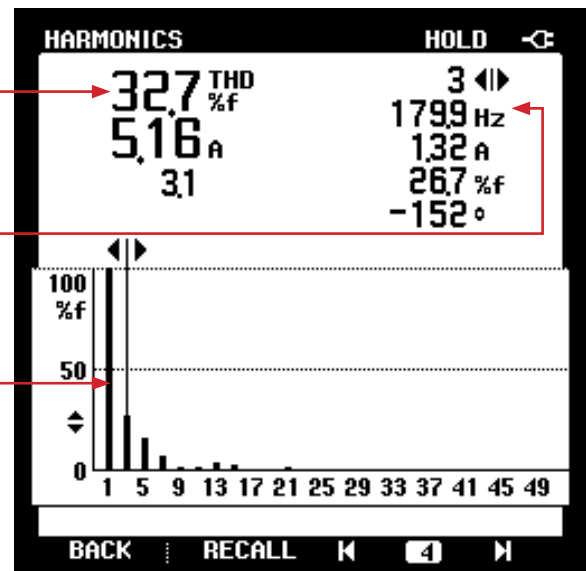 HARMONICS HOLD
32.7 THD %f
5.16 A
3.1
3
179.9 Hz
1.32 A
26.7 %f
-152 °
100
%f
50
0
1 5 9 13 17 21 25 29 33 37 41 45 49
BACK RECALL 4